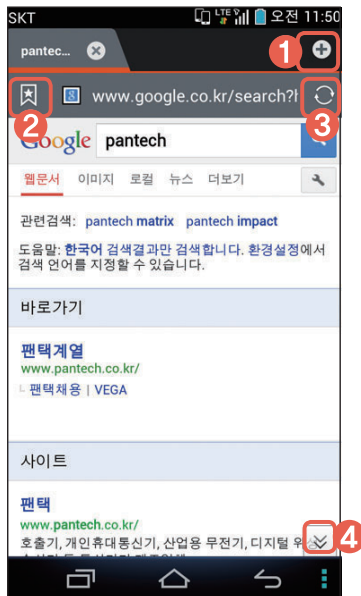 SKT LTE 오전 11:50
pantec...
1
www.google.co.kr/search?h
2
3
Google pantech
웹문서 이미지 로컬 뉴스 더보기
관련검색: pantech matrix pantech impact
도움말: 한국어 검색결과만 검색합니다. 환경설정에서
검색 언어를 지정할 수 있습니다.
바로가기
팬택계열
www.pantech.co.kr/
팬택채용 | VEGA
사이트
팬택
www.pantech.co.kr/
호출기, 개인휴대통신기, 산업용 무전기, 디지털 위성
4